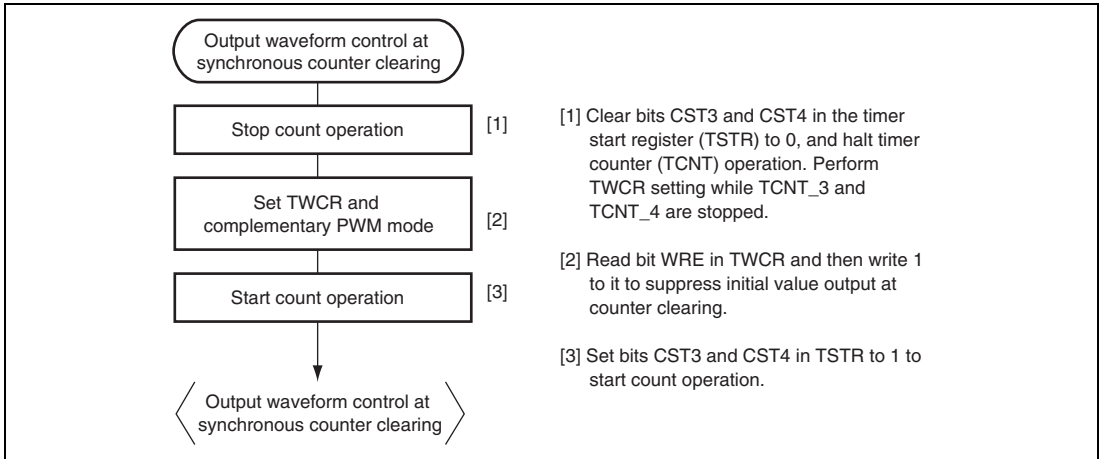 Output waveform control at
synchronous counter clearing
Stop count operation
[1]
Set TWCR and
complementary PWM mode
[2]
Start count operation
[3]
Output waveform control at
synchronous counter clearing
[1] Clear bits CST3 and CST4 in the timer
start register (TSTR) to 0, and halt timer
counter (TCNT) operation. Perform
TWCR setting while TCNT_3 and
TCNT_4 are stopped.
[2] Read bit WRE in TWCR and then write 1
to it to suppress initial value output at
counter clearing.
[3] Set bits CST3 and CST4 in TSTR to 1 to
start count operation.